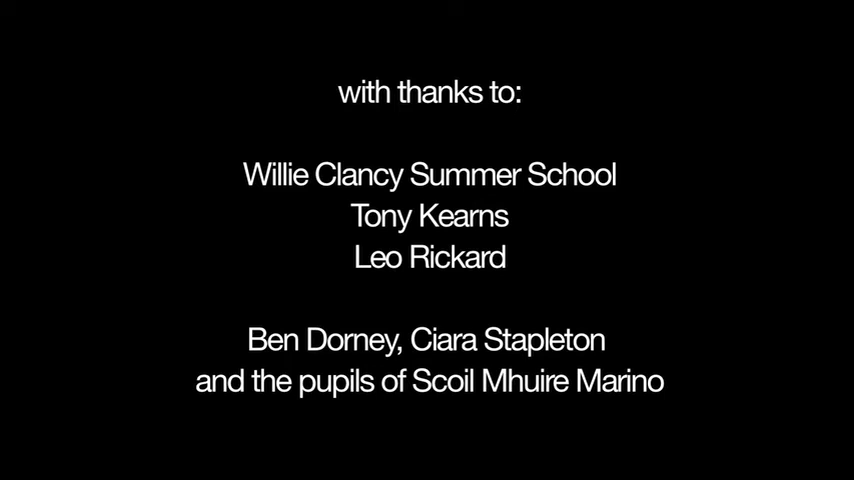 with thanks to:
Willie Clancy Summer School
Tony Kearns
Leo Rickard
Ben Dorney, Ciara Stapleton
and the pupils of Scoil Mhuire Marino